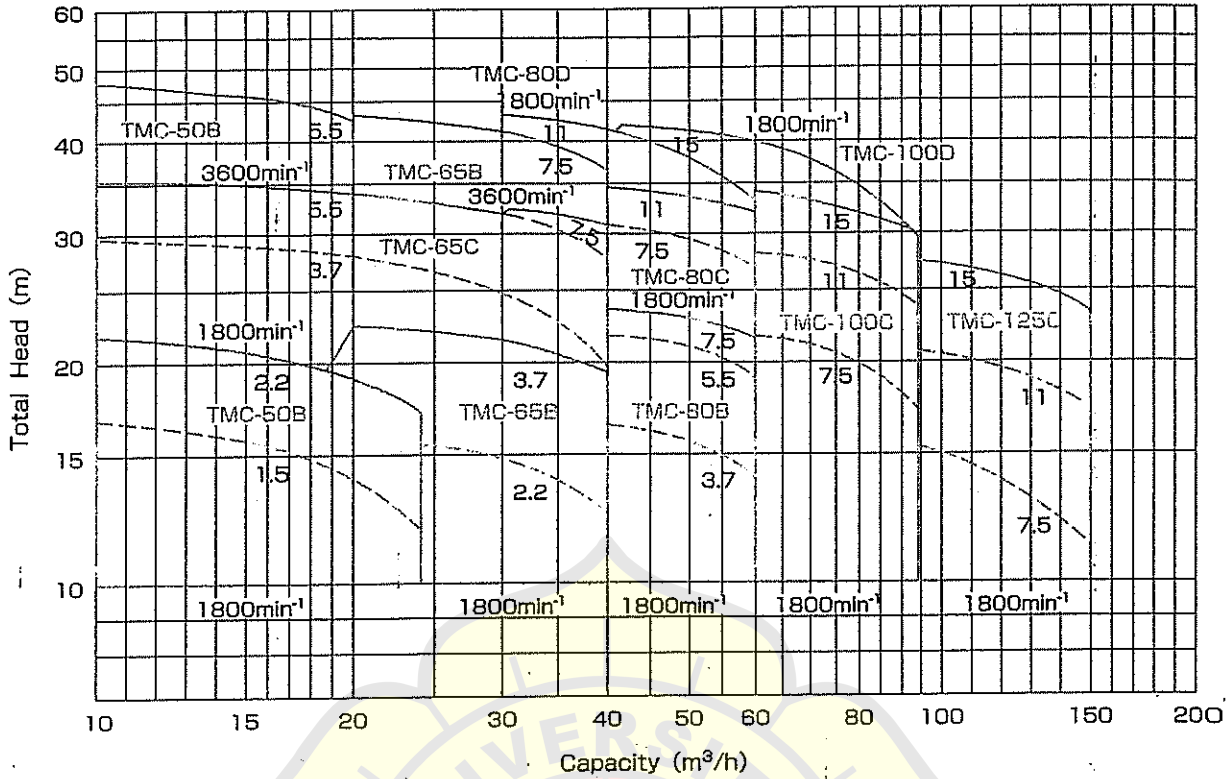 60
50
40
30
20
15
10
Total Head (m)
TMC-80D
1800min⁻¹
TMC-50B
5.5
11
15
1800min⁻¹
TMC-100D
7.5
3600min⁻¹
TMC-65B
5.5
3600min⁻¹
11
15
7.5
7.5
TMC-65C
3.7
TMC-80C
11
15
1800min⁻¹
1800min⁻¹
TMC-100C
TMC-125C
2.2
3.7
7.5
5.5
7.5
11
TMC-50B
TMC-65B
TMC-80B
1.5
2.2
3.7
7.5
1800min⁻¹
1800min⁻¹
1800min⁻¹
1800min⁻¹
1800min⁻¹
10
15
20
30
40
50
60
80
100
150
200
Capacity (m³/h)
VERSI